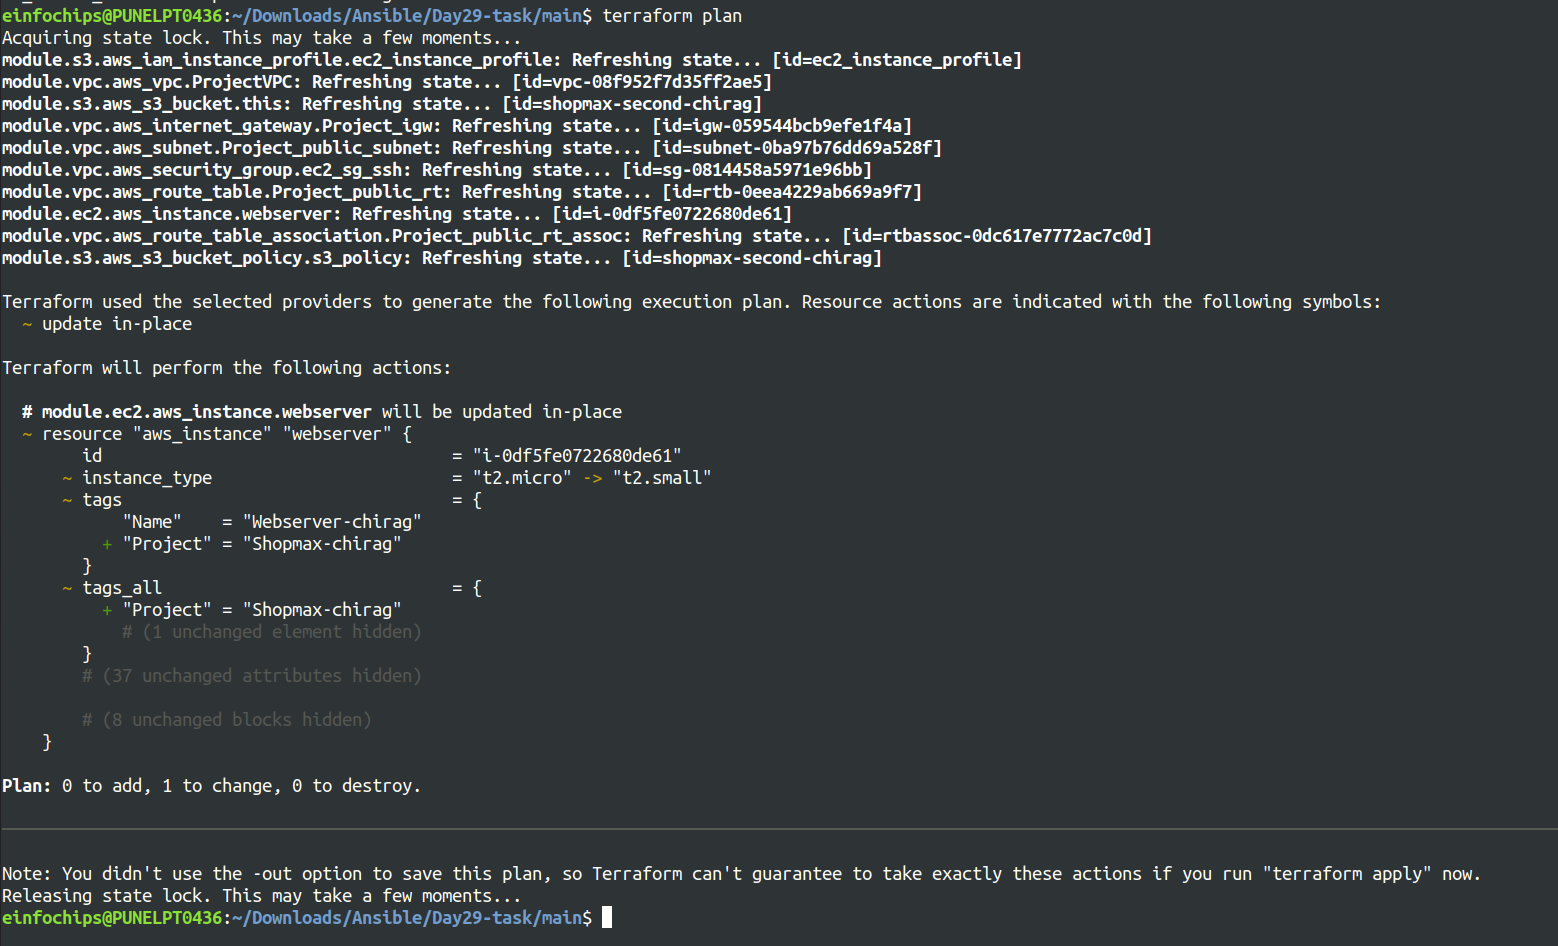 einfochips@PUNELPT0436:~/Downloads/Ansible/Day29-task/main$ terraform plan
Acquiring state lock. This may take a few moments...
module.s3.aws_iam_instance_profile.ec2_instance_profile: Refreshing state... [id=ec2_instance_profile]
module.vpc.aws_vpc.ProjectVPC: Refreshing state... [id=vpc-08f952f7d35ff2ae5]
module.s3.aws_s3_bucket.this: Refreshing state... [id=shopmax-second-chirag]
module.vpc.aws_internet_gateway.Project_igw: Refreshing state... [id=igw-059544bcb9efe1f4a]
module.vpc.aws_subnet.Project_public_subnet: Refreshing state... [id=subnet-0ba97b76dd69a528f]
module.vpc.aws_security_group.ec2_sg_ssh: Refreshing state... [id=sg-0814458a5971e96bb]
module.vpc.aws_route_table.Project_public_rt: Refreshing state... [id=rtb-0eea4229ab669a9f7]
module.ec2.aws_instance.webserver: Refreshing state... [id=i-0df5fe0722680de61]
module.vpc.aws_route_table_association.Project_public_rt_assoc: Refreshing state... [id=rtbassoc-0dc617e7772ac7c0d]
module.s3.aws_s3_bucket_policy.s3_policy: Refreshing state... [id=shopmax-second-chirag]

Terraform used the selected providers to generate the following execution plan. Resource actions are indicated with the following symbols:
  ~ update in-place

Terraform will perform the following actions:

  # module.ec2.aws_instance.webserver will be updated in-place
  ~ resource "aws_instance" "webserver" {
        id                                   = "i-0df5fe0722680de61"
      ~ instance_type                        = "t2.micro" -> "t2.small"
      ~ tags                                 = {
            "Name"    = "Webserver-chirag"
          + "Project" = "Shopmax-chirag"
        }
      ~ tags_all                             = {
          + "Project" = "Shopmax-chirag"
            # (1 unchanged element hidden)
        }
        # (37 unchanged attributes hidden)

        # (8 unchanged blocks hidden)
    }

Plan: 0 to add, 1 to change, 0 to destroy.

Note: You didn't use the -out option to save this plan, so Terraform can't guarantee to take exactly these actions if you run "terraform apply" now.
Releasing state lock. This may take a few moments...
einfochips@PUNELPT0436:~/Downloads/Ansible/Day29-task/main$